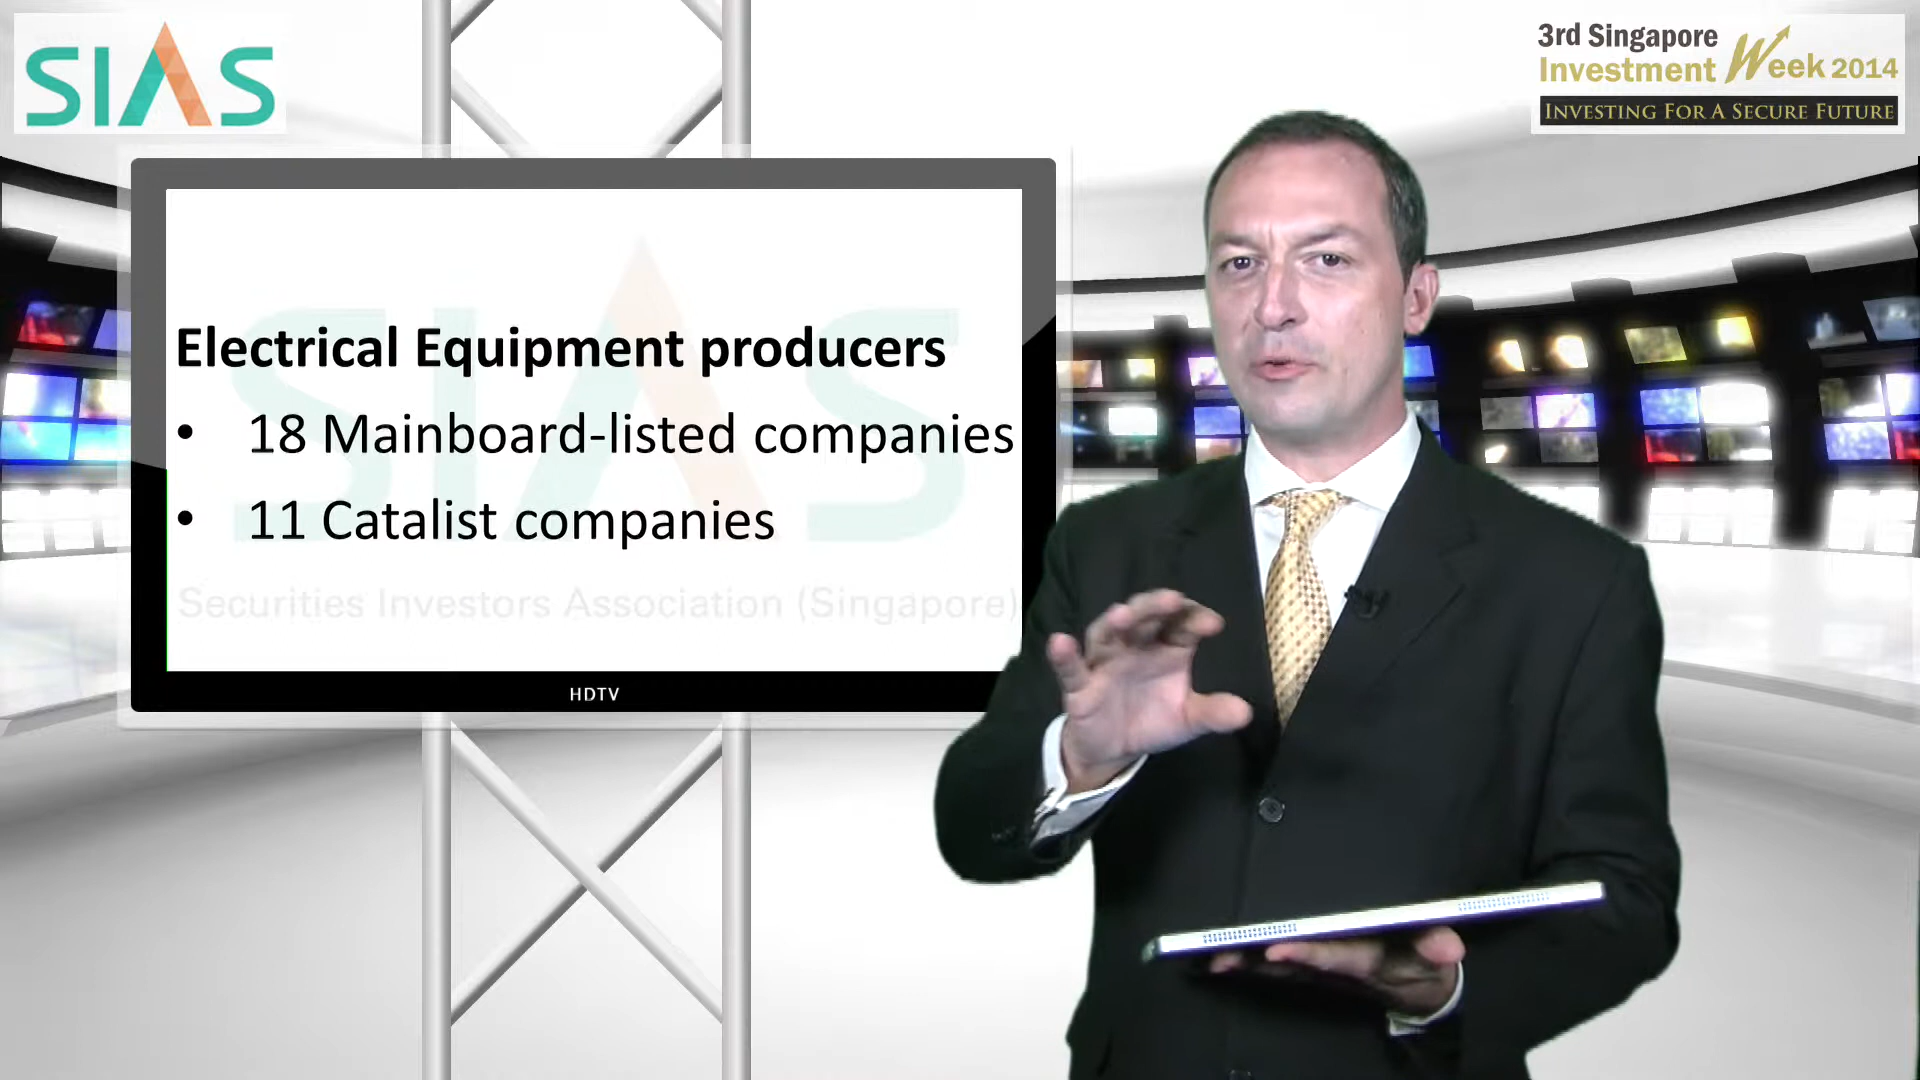 SIAS
3rd Singapore
Investment Week 2014
INVESTING FOR A SECURE FUTURE
Electrical Equipment producers
• 18 Mainboard-listed companies
• 11 Catalist companies
SIAS
Securities Investors Association (Singapore)
HDTV